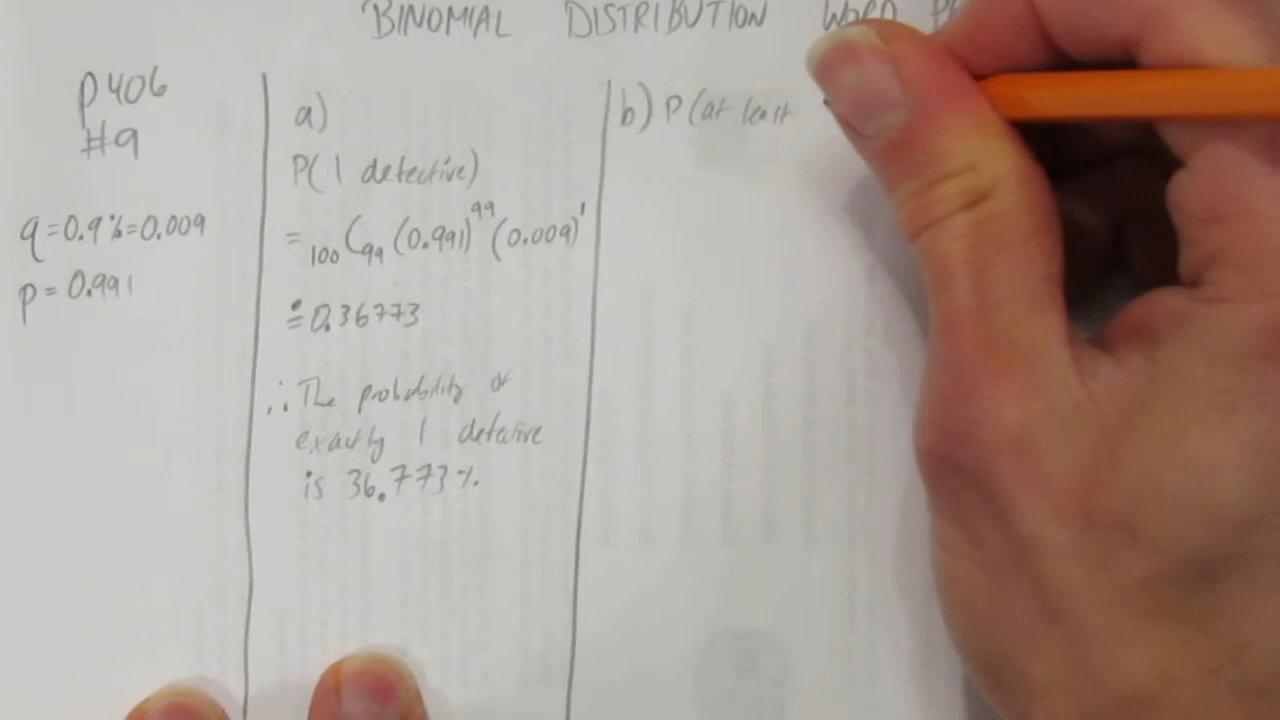 BINOMIAL DISTRIBUTION WORD
p406
#9
q=0.9%=0.009
p=0.991
a)
P(1 defective)
= ₁₀₀C₉₉ (0.991)⁹⁹ (0.009)¹
≐0.36773
∴ The probability of
exactly 1 defective
is 36.773%.
b) P(at least